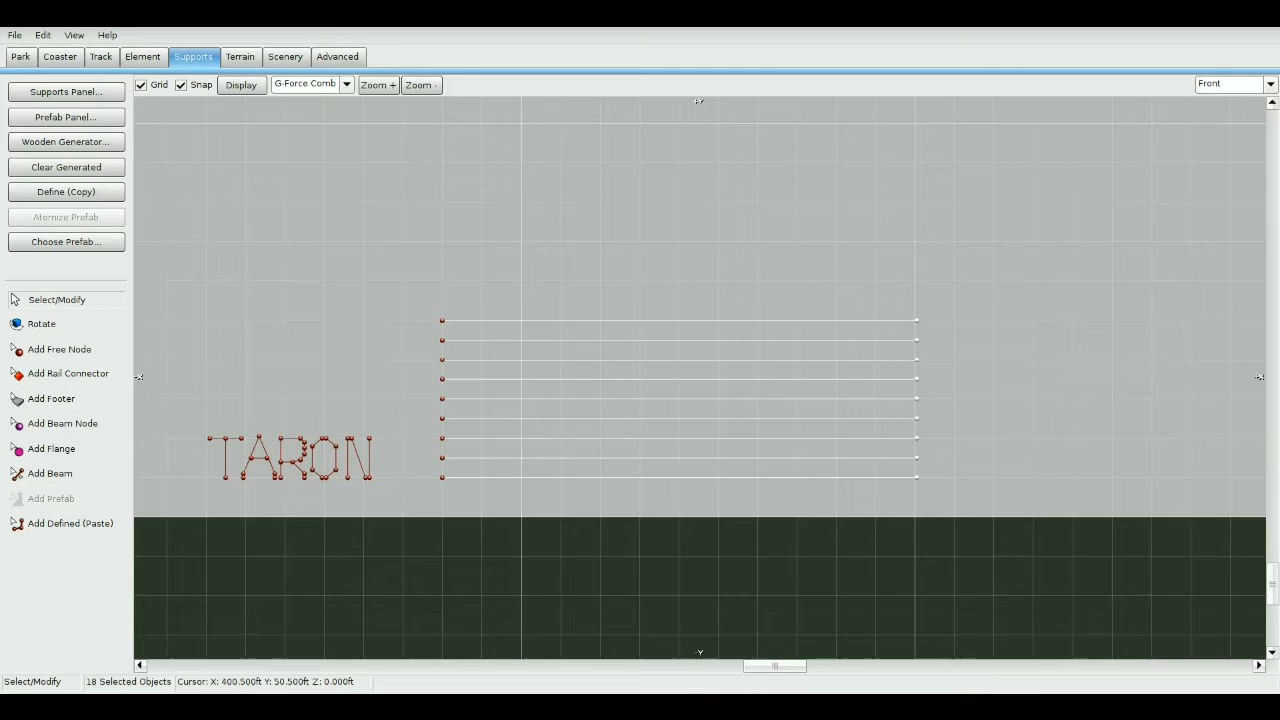 File Edit View Help
Park Coaster Track Element Supports Terrain Scenery Advanced
Grid Snap Display G-Force Comb Zoom + Zoom - Front
Supports Panel...
Prefab Panel...
Wooden Generator...
Clear Generated
Define (Copy)
Atomize Prefab
Choose Prefab...
Select/Modify
Rotate
Add Free Node
Add Rail Connector
Add Footer
Add Beam Node
Add Flange
Add Beam
Add Prefab
Add Defined (Paste)
+Y
-X
+X
TARON
-Y
Select/Modify 18 Selected Objects Cursor: X: 400.500ft Y: 50.500ft Z: 0.000ft